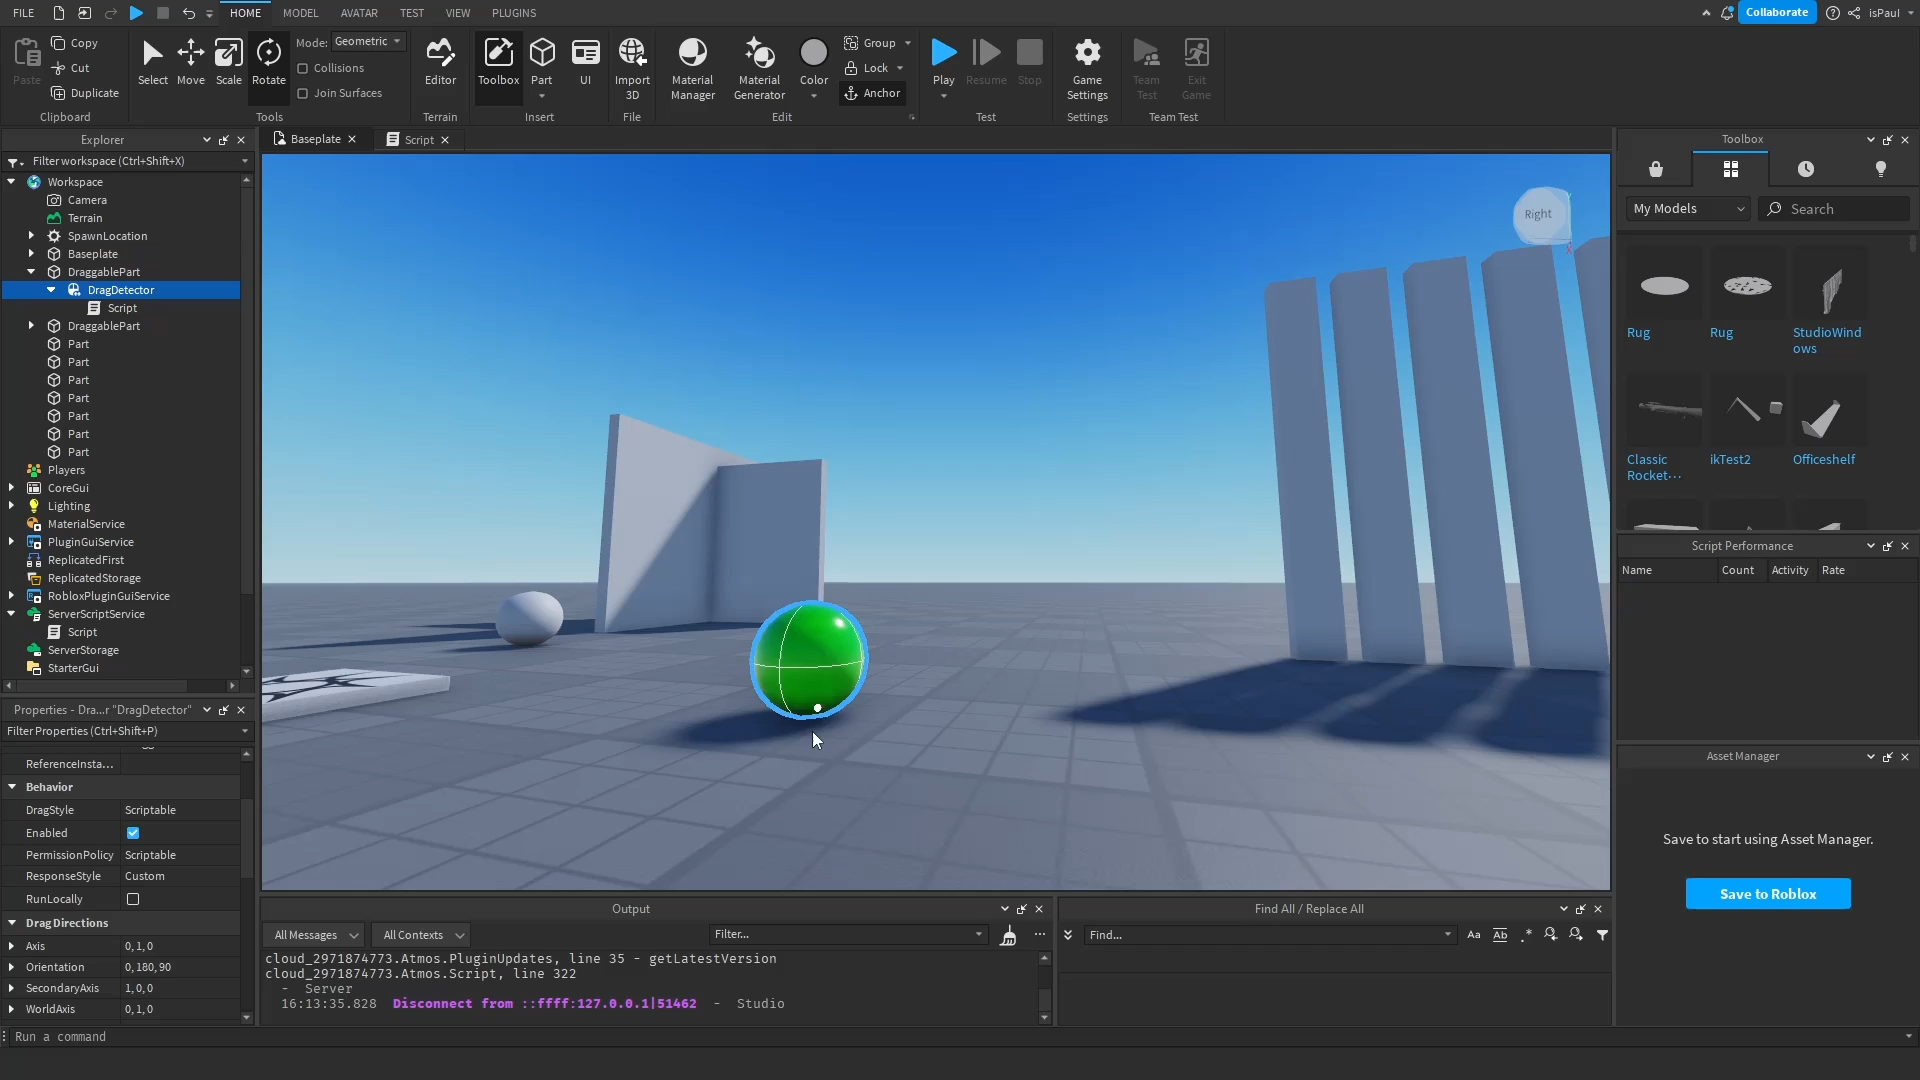 FILE
HOME
MODEL
AVATAR
TEST
VIEW
PLUGINS
Collaborate
isPaul
Paste
Copy
Cut
Duplicate
Clipboard
Select
Move
Scale
Rotate
Mode: Geometric
Collisions
Join Surfaces
Tools
Editor
Terrain
Toolbox
Part
UI
Insert
Import
3D
File
Material
Manager
Material
Generator
Color
Group
Lock
Anchor
Edit
Play
Resume
Stop
Test
Game
Settings
Settings
Team
Test
Exit
Game
Team Test
Explorer
Filter workspace (Ctrl+Shift+X)
Workspace
Camera
Terrain
SpawnLocation
Baseplate
DraggablePart
DragDetector
Script
DraggablePart
Part
Part
Part
Part
Part
Part
Part
Players
CoreGui
Lighting
MaterialService
PluginGuiService
ReplicatedFirst
ReplicatedStorage
RobloxPluginGuiService
ServerScriptService
Script
ServerStorage
StarterGui
Properties - Dra...r "DragDetector"
Filter Properties (Ctrl+Shift+P)
ReferenceInsta...
Behavior
DragStyle Scriptable
Enabled
PermissionPolicy Scriptable
ResponseStyle Custom
RunLocally
Drag Directions
Axis 0, 1, 0
Orientation 0, 180, 90
SecondaryAxis 1, 0, 0
WorldAxis 0, 1, 0
Run a command
Baseplate
Script
Right
Output
All Messages
All Contexts
Filter...
cloud_2971874773.Atmos.PluginUpdates, line 35 - getLatestVersion
cloud_2971874773.Atmos.Script, line 322
- Server
16:13:35.828 Disconnect from ::ffff:127.0.0.1|51462 - Studio
Find All / Replace All
Find...
Aa
Ab
.*
Toolbox
My Models
Search
Rug
Rug
StudioWind
ows
Classic
Rocket...
ikTest2
Officeshelf
Script Performance
Name Count Activity Rate
Asset Manager
Save to start using Asset Manager.
Save to Roblox